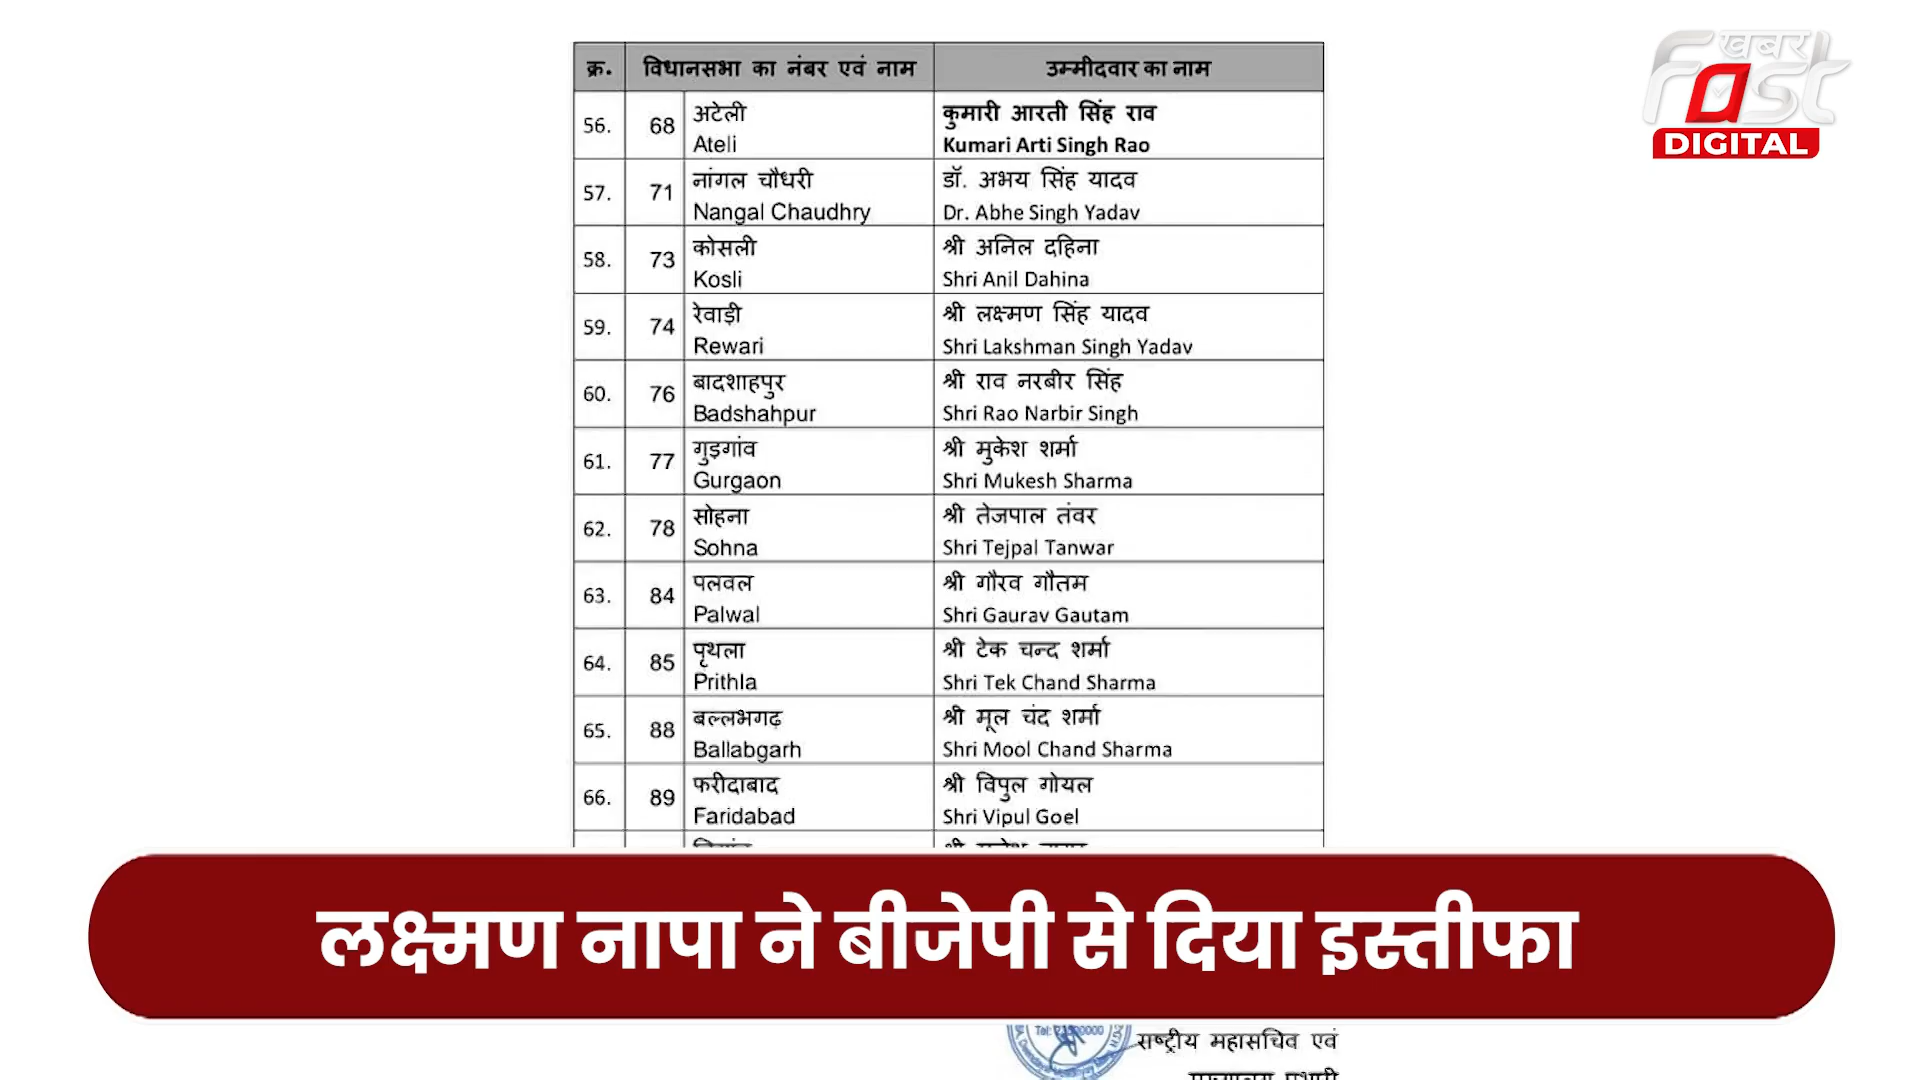 खबर
Fast
DIGITAL
क्र. विधानसभा का नंबर एवं नाम उम्मीदवार का नाम
56. 68 अटेली कुमारी आरती सिंह राव
Ateli Kumari Arti Singh Rao
57. 71 नांगल चौधरी डॉ. अभय सिंह यादव
Nangal Chaudhry Dr. Abhe Singh Yadav
58. 73 कोसली श्री अनिल दहिना
Kosli Shri Anil Dahina
59. 74 रेवाड़ी श्री लक्ष्मण सिंह यादव
Rewari Shri Lakshman Singh Yadav
60. 76 बादशाहपुर श्री राव नरबीर सिंह
Badshahpur Shri Rao Narbir Singh
61. 77 गुड़गांव श्री मुकेश शर्मा
Gurgaon Shri Mukesh Sharma
62. 78 सोहना श्री तेजपाल तंवर
Sohna Shri Tejpal Tanwar
63. 84 पलवल श्री गौरव गौतम
Palwal Shri Gaurav Gautam
64. 85 पृथला श्री टेक चन्द शर्मा
Prithla Shri Tek Chand Sharma
65. 88 बल्लभगढ़ श्री मूल चंद शर्मा
Ballabgarh Shri Mool Chand Sharma
66. 89 फरीदाबाद श्री विपुल गोयल
Faridabad Shri Vipul Goel
लक्ष्मण नापा ने बीजेपी से दिया इस्तीफा
राष्ट्रीय महासचिव एवं